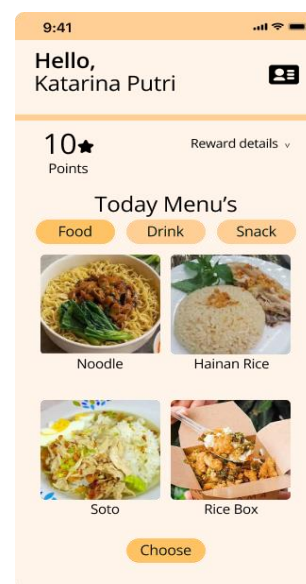 9:41
Hello,
Katarina Putri
10★
Reward details ˅
Points
Today Menu's
Food Drink Snack
Noodle Hainan Rice
Soto Rice Box
Choose